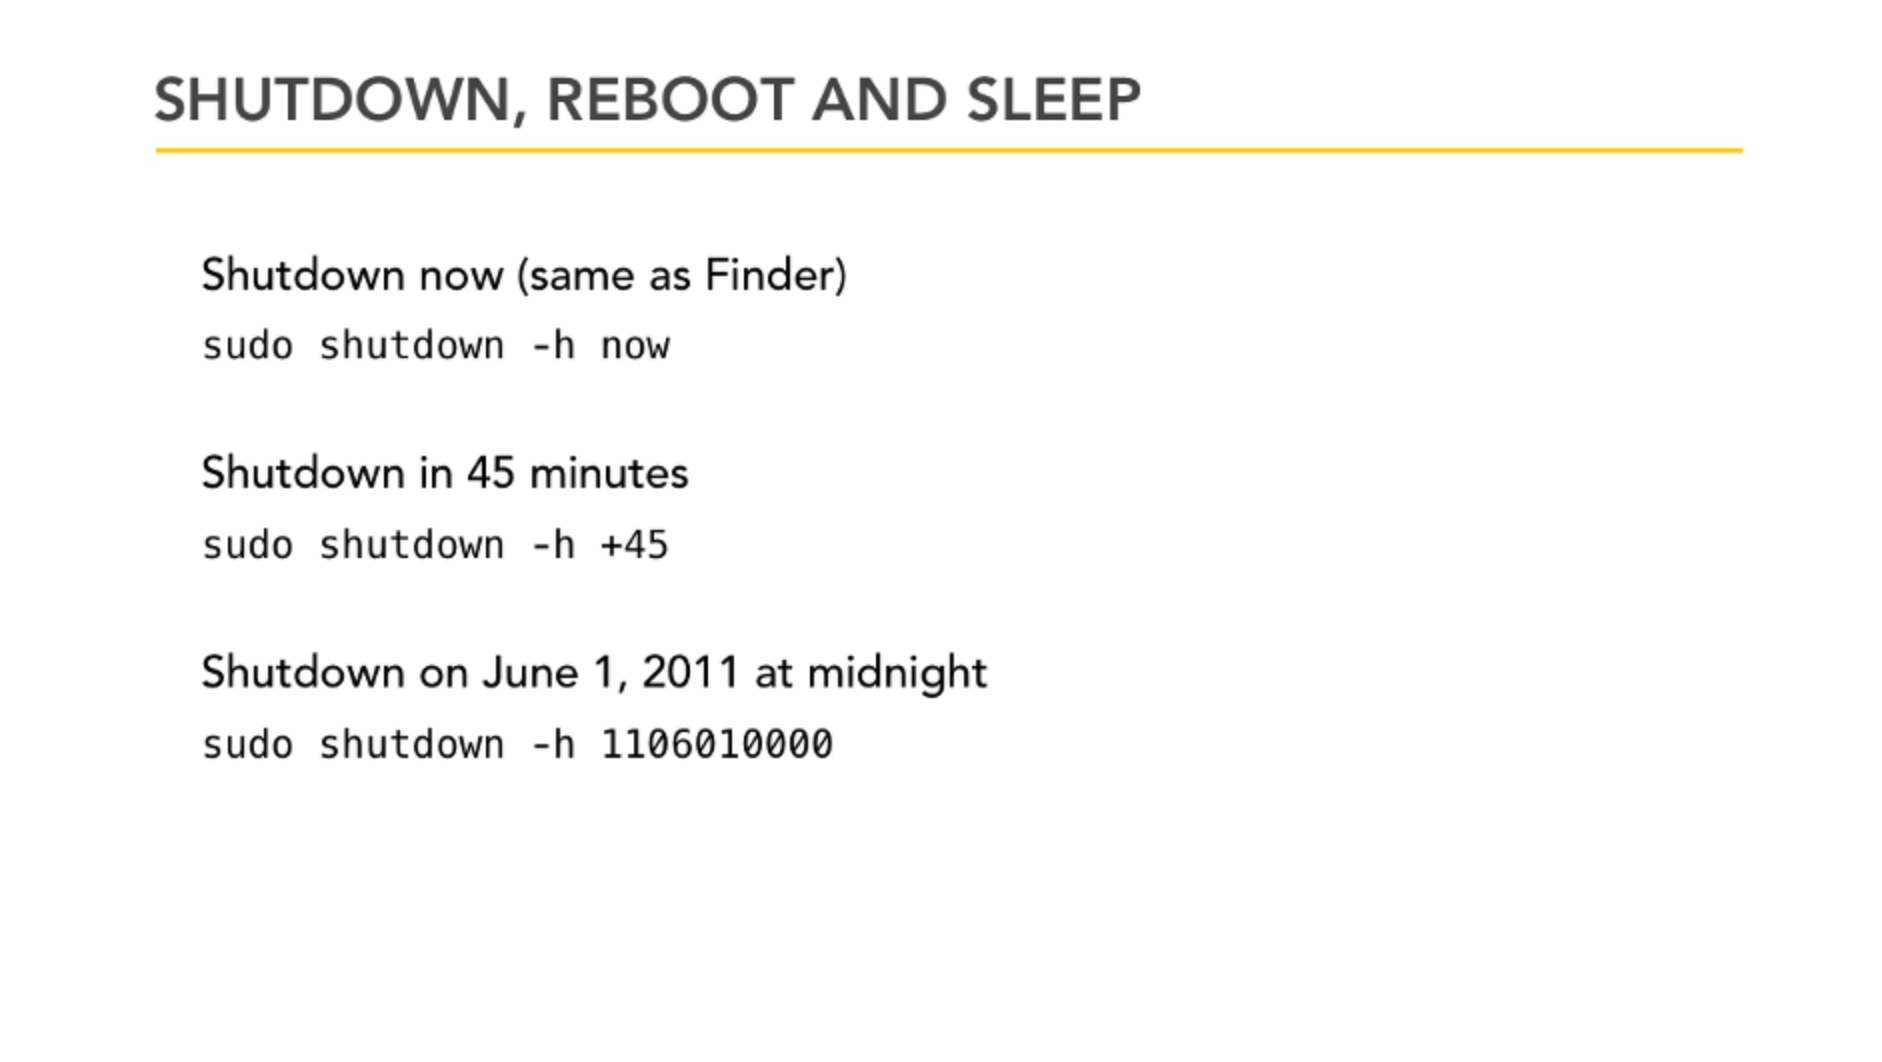 SHUTDOWN, REBOOT AND SLEEP
Shutdown now (same as Finder)
sudo shutdown -h now
Shutdown in 45 minutes
sudo shutdown -h +45
Shutdown on June 1, 2011 at midnight
sudo shutdown -h 1106010000